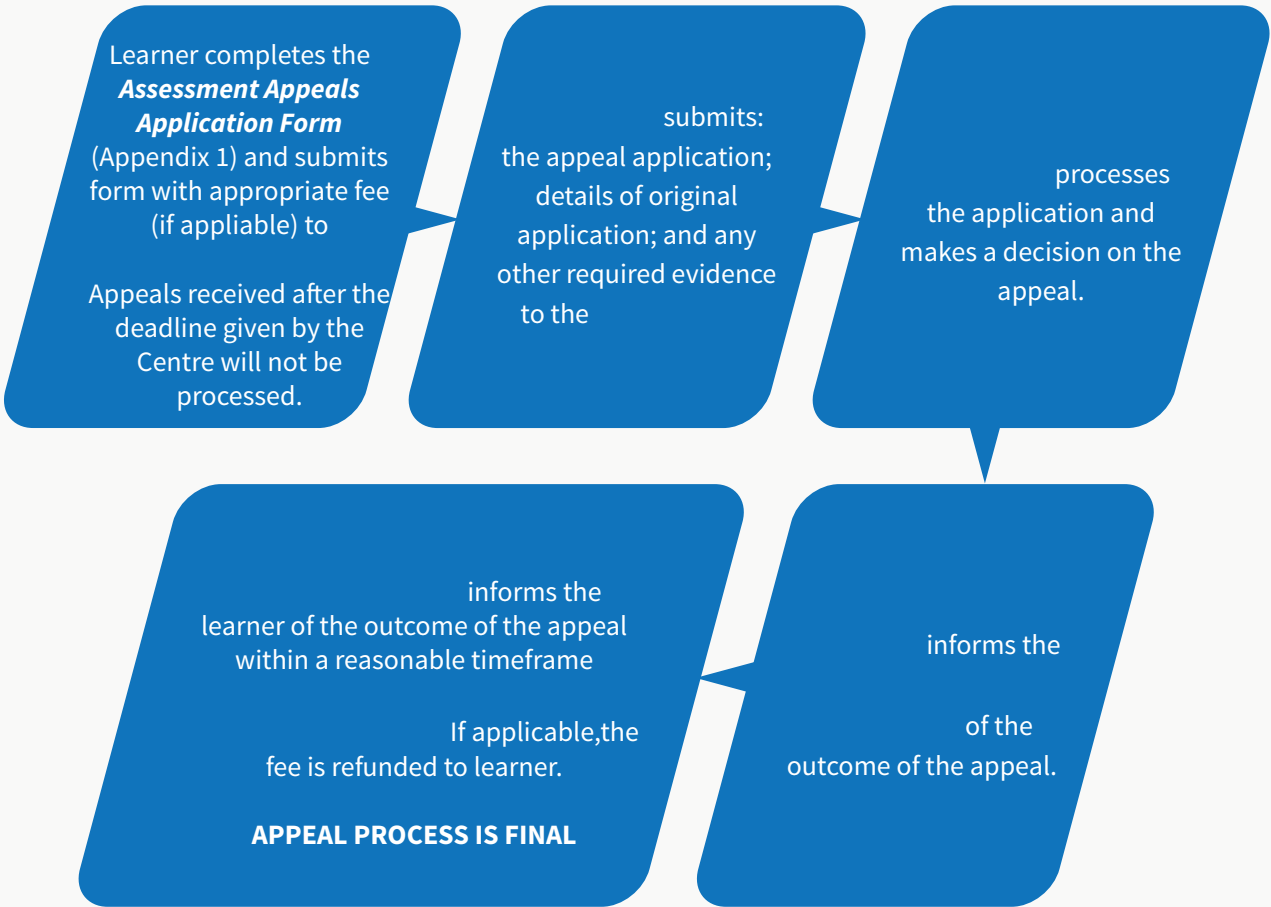 Learner completes the
Assessment Appeals
Application Form
(Appendix 1) and submits
form with appropriate fee
(if appliable) to
Appeals received after the
deadline given by the
Centre will not be
processed.
submits:
the appeal application;
details of original
application; and any
other required evidence
to the
processes
the application and
makes a decision on the
appeal.
informs the
of the
outcome of the appeal.
informs the
learner of the outcome of the appeal
within a reasonable timeframe
If applicable,the
fee is refunded to learner.
APPEAL PROCESS IS FINAL